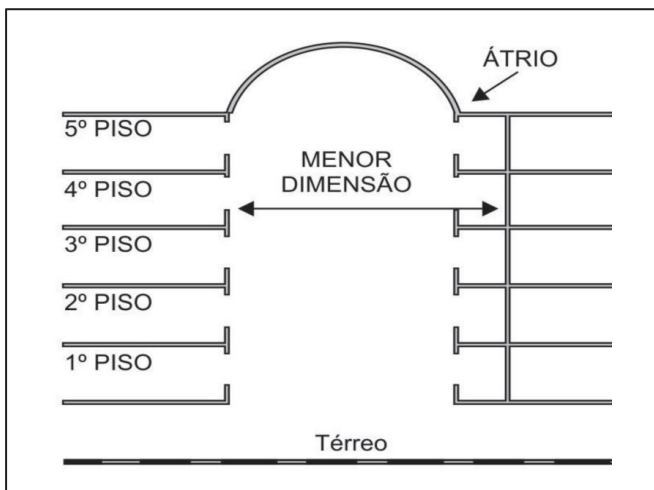 ÁTRIO
5º PISO
MENOR
DIMENSÃO
4º PISO
3º PISO
2º PISO
1º PISO
Térreo